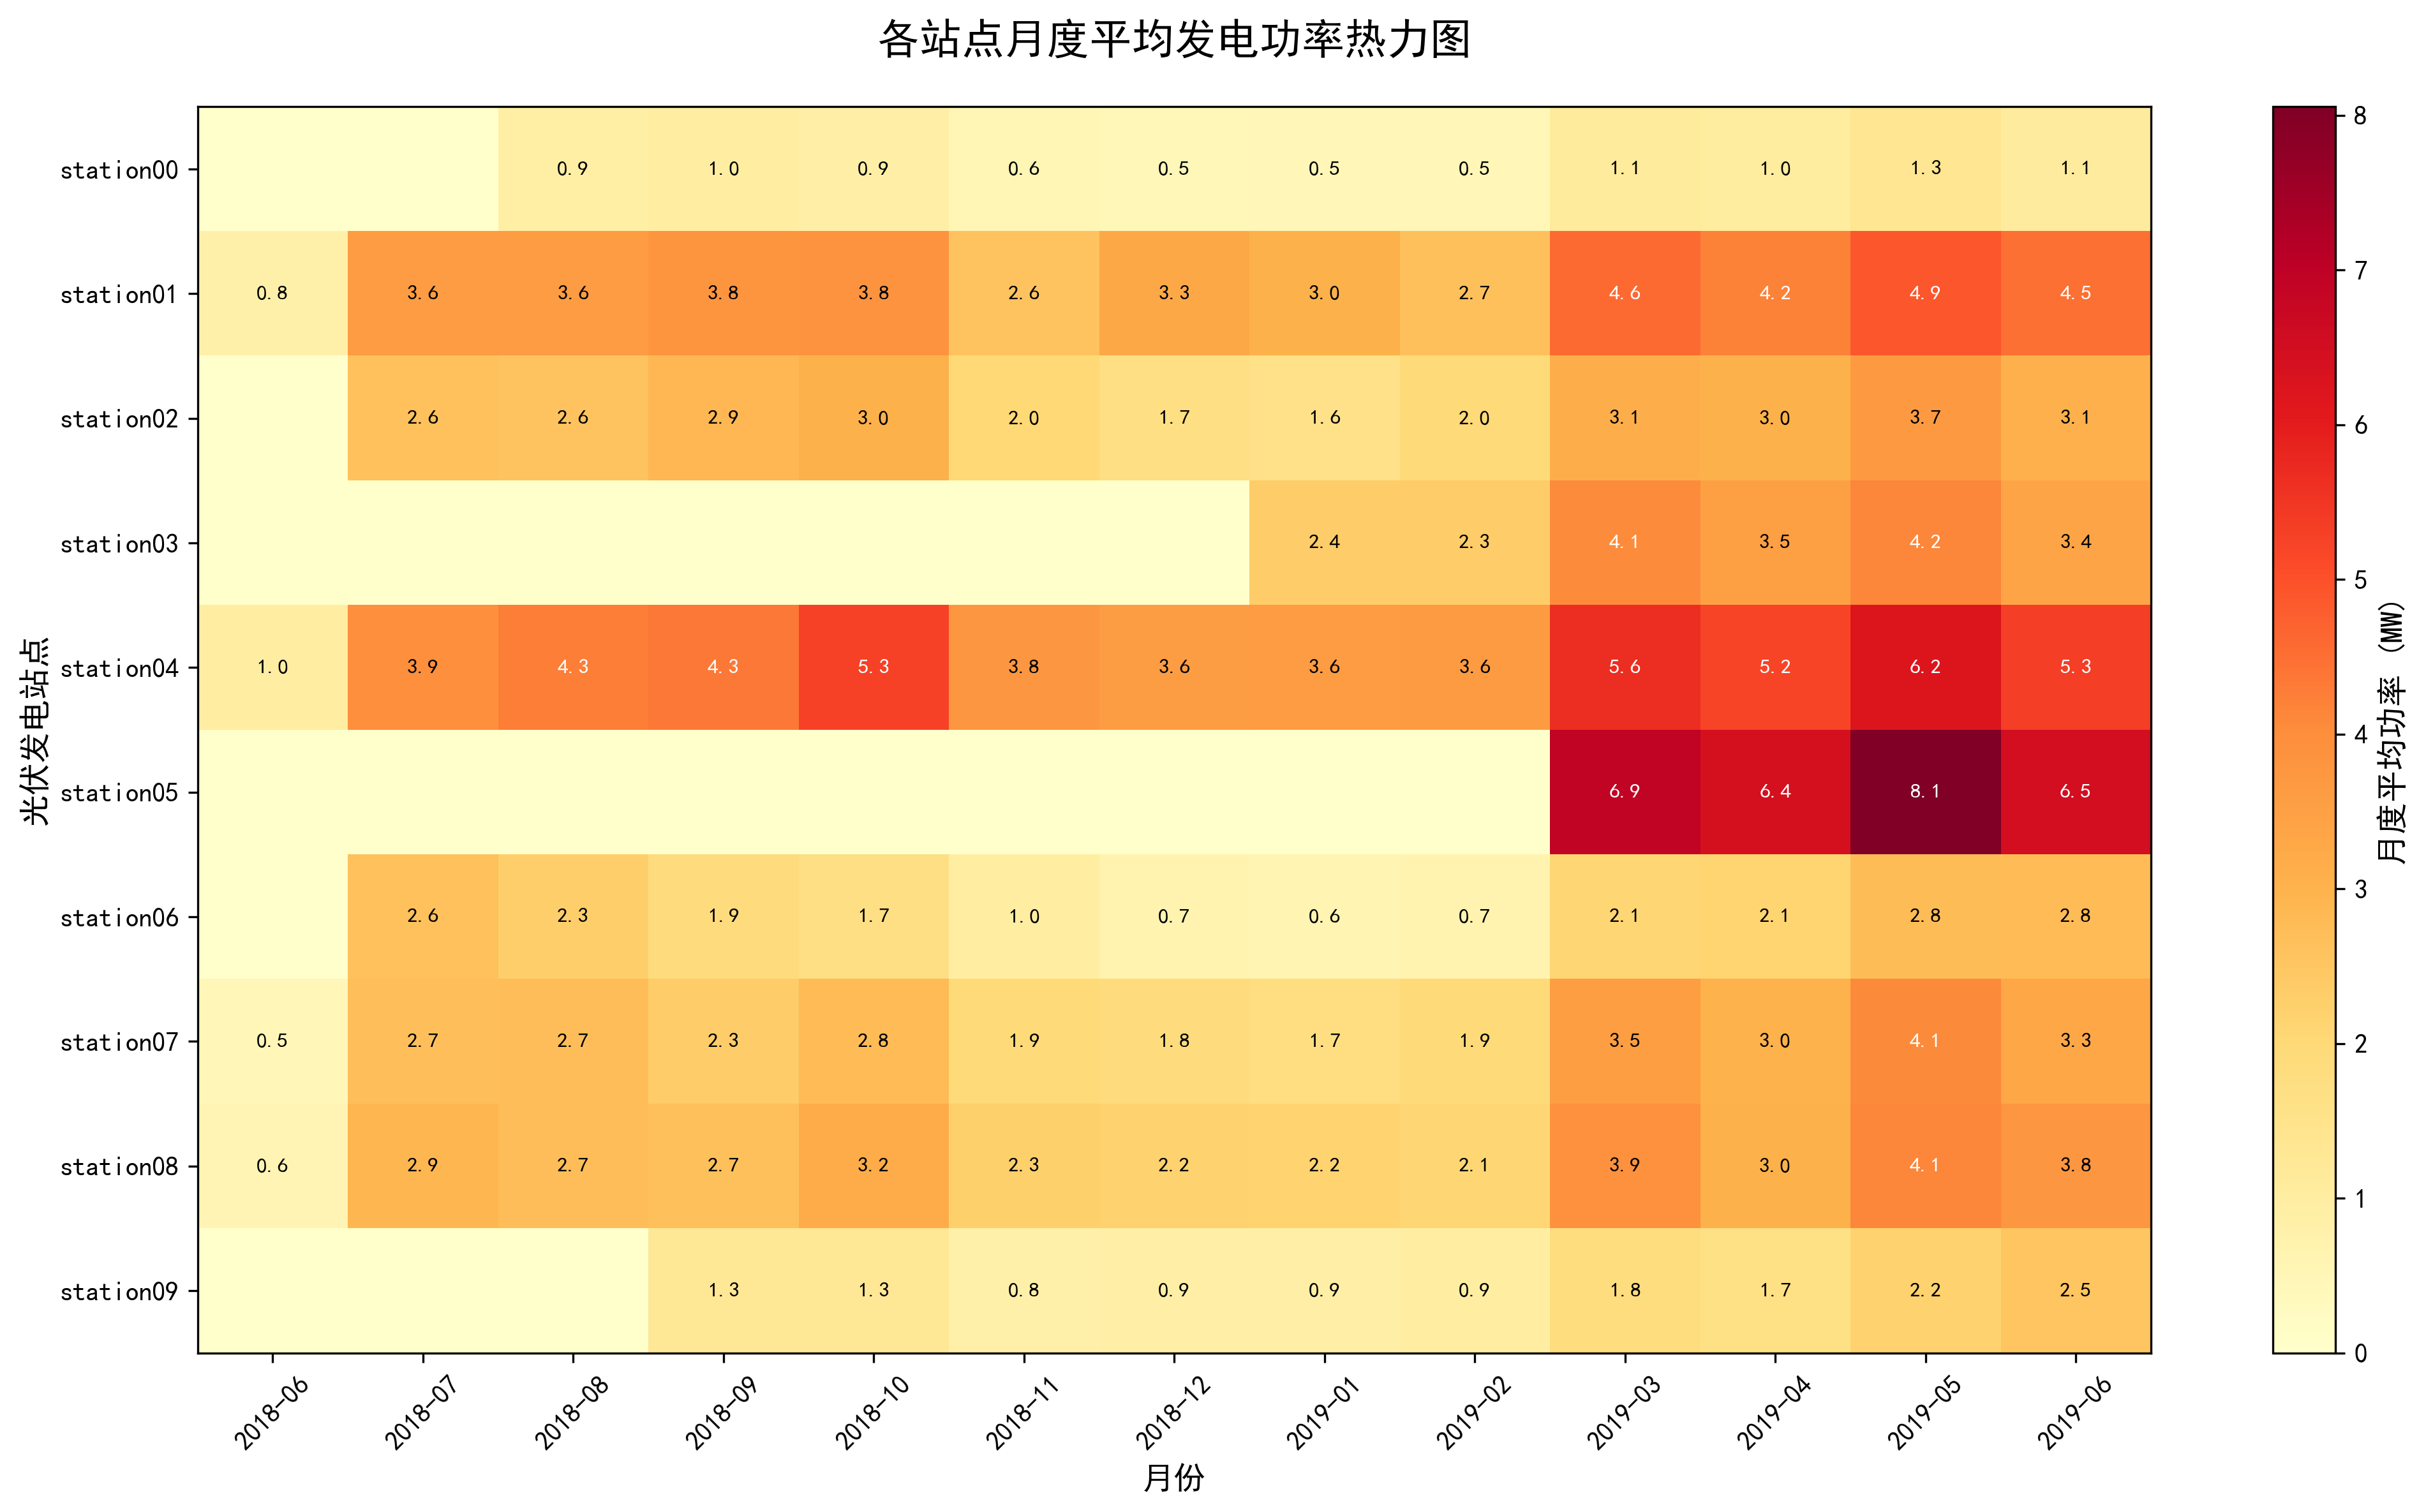 各站点月度平均发电功率热力图
station00 0.9 1.0 0.9 0.6 0.5 0.5 0.5 1.1 1.0 1.3 1.1
station01 0.8 3.6 3.6 3.8 3.8 2.6 3.3 3.0 2.7 4.6 4.2 4.9 4.5
station02 2.6 2.6 2.9 3.0 2.0 1.7 1.6 2.0 3.1 3.0 3.7 3.1
station03 2.4 2.3 4.1 3.5 4.2 3.4
station04 1.0 3.9 4.3 4.3 5.3 3.8 3.6 3.6 3.6 5.6 5.2 6.2 5.3
station05 6.9 6.4 8.1 6.5
station06 2.6 2.3 1.9 1.7 1.0 0.7 0.6 0.7 2.1 2.1 2.8 2.8
station07 0.5 2.7 2.7 2.3 2.8 1.9 1.8 1.7 1.9 3.5 3.0 4.1 3.3
station08 0.6 2.9 2.7 2.7 3.2 2.3 2.2 2.2 2.1 3.9 3.0 4.1 3.8
station09 1.3 1.3 0.8 0.9 0.9 0.9 1.8 1.7 2.2 2.5
2018-06 2018-07 2018-08 2018-09 2018-10 2018-11 2018-12 2019-01 2019-02 2019-03 2019-04 2019-05 2019-06
月份
光伏发电站点
8
7
6
5
4
3
2
1
0
月度平均功率 (MW)